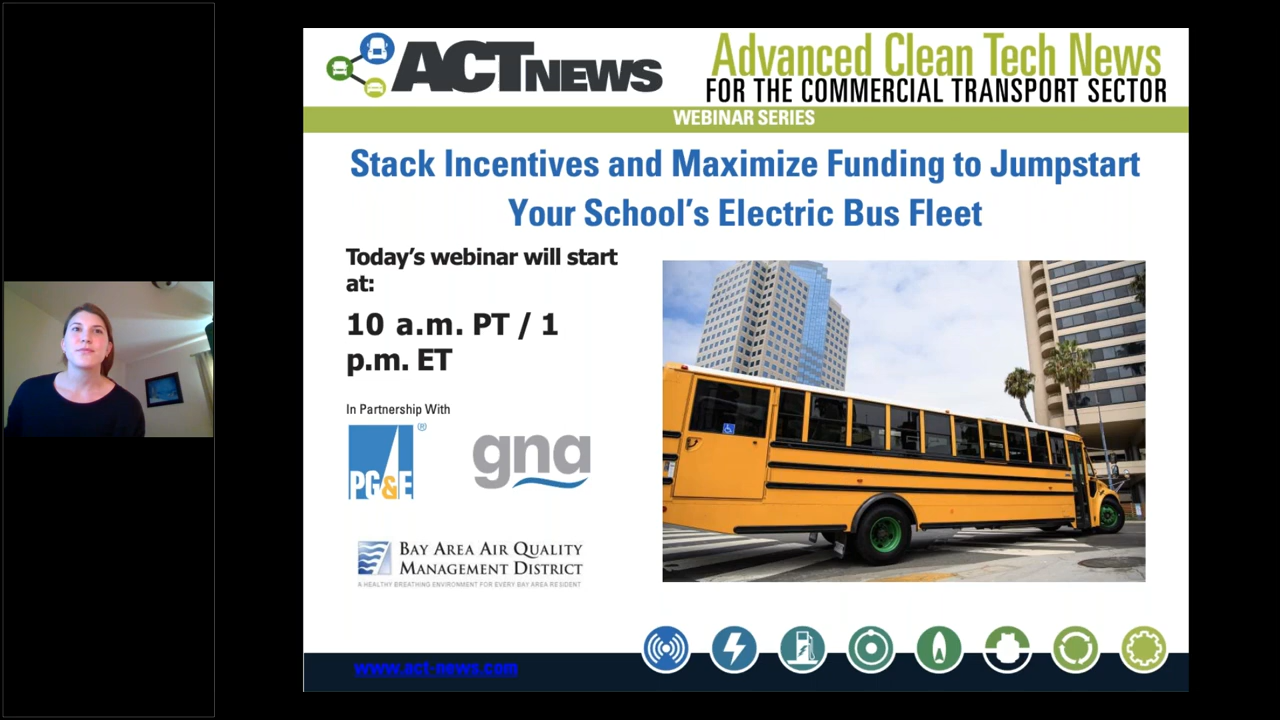 ACT NEWS
Advanced Clean Tech News
FOR THE COMMERCIAL TRANSPORT SECTOR
WEBINAR SERIES
Stack Incentives and Maximize Funding to Jumpstart
Your School's Electric Bus Fleet
Today's webinar will start
at:
10 a.m. PT / 1
p.m. ET
In Partnership With
PG&E ®
gna
BAY AREA AIR QUALITY
MANAGEMENT DISTRICT
A HEALTHY BREATHING ENVIRONMENT FOR EVERY BAY AREA RESIDENT
www.act-news.com